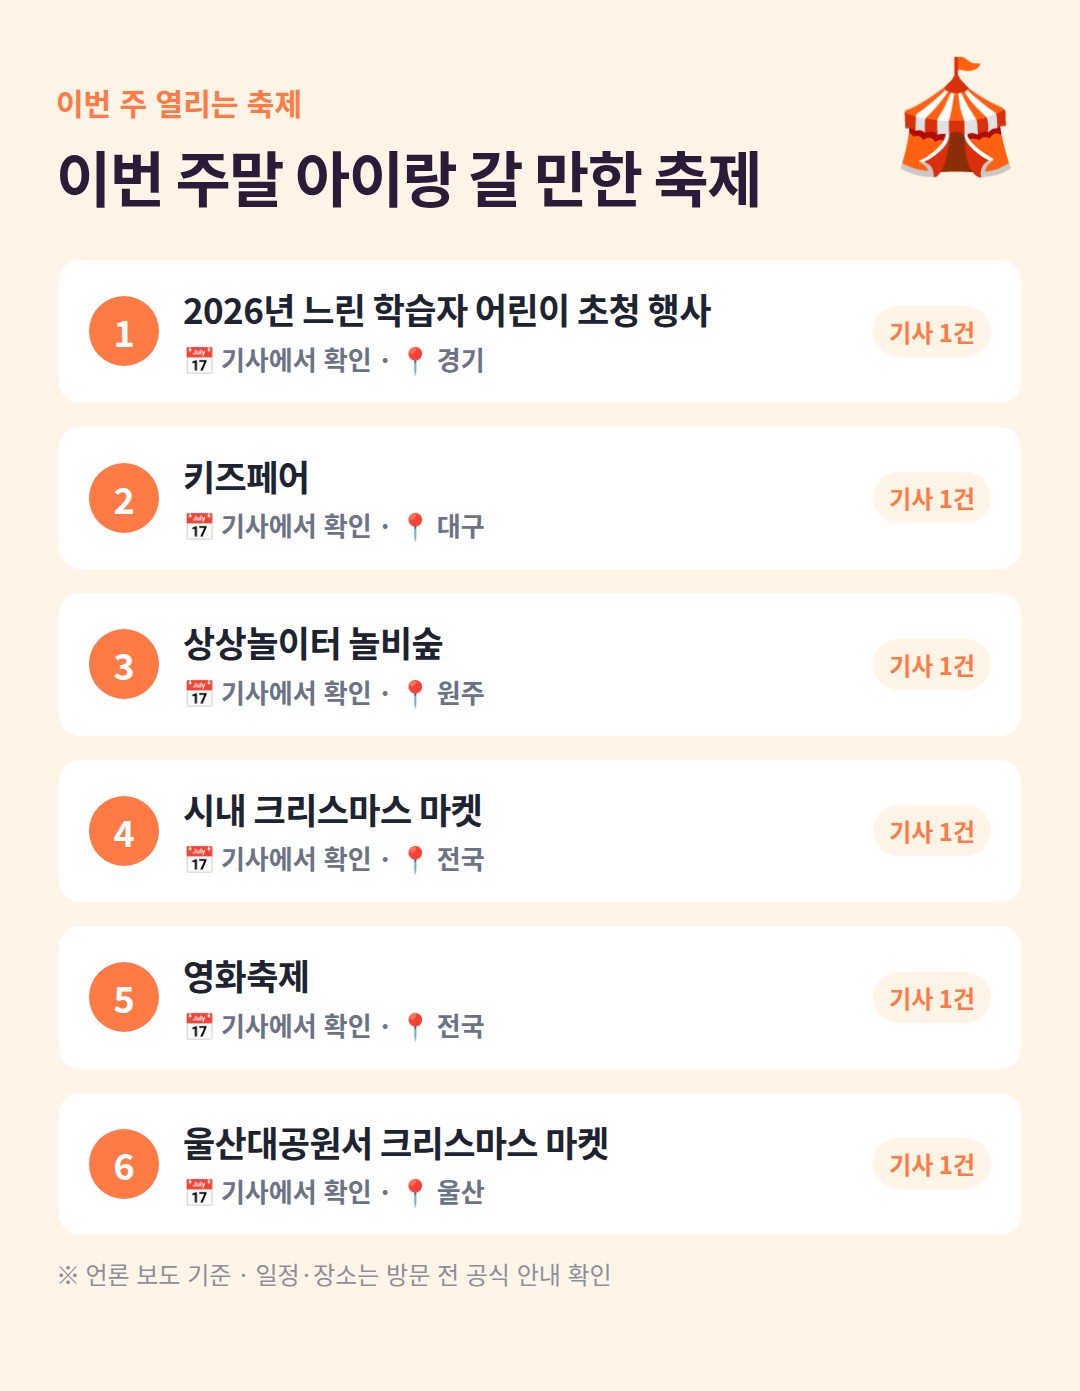 이번 주 열리는 축제
이번 주말 아이랑 갈 만한 축제
1
2026년 느린 학습자 어린이 초청 행사
📅 기사에서 확인 · 📍 경기
기사 1건
2
키즈페어
📅 기사에서 확인 · 📍 대구
기사 1건
3
상상놀이터 놀비숲
📅 기사에서 확인 · 📍 원주
기사 1건
4
시내 크리스마스 마켓
📅 기사에서 확인 · 📍 전국
기사 1건
5
영화축제
📅 기사에서 확인 · 📍 전국
기사 1건
6
울산대공원서 크리스마스 마켓
📅 기사에서 확인 · 📍 울산
기사 1건
※ 언론 보도 기준 · 일정·장소는 방문 전 공식 안내 확인